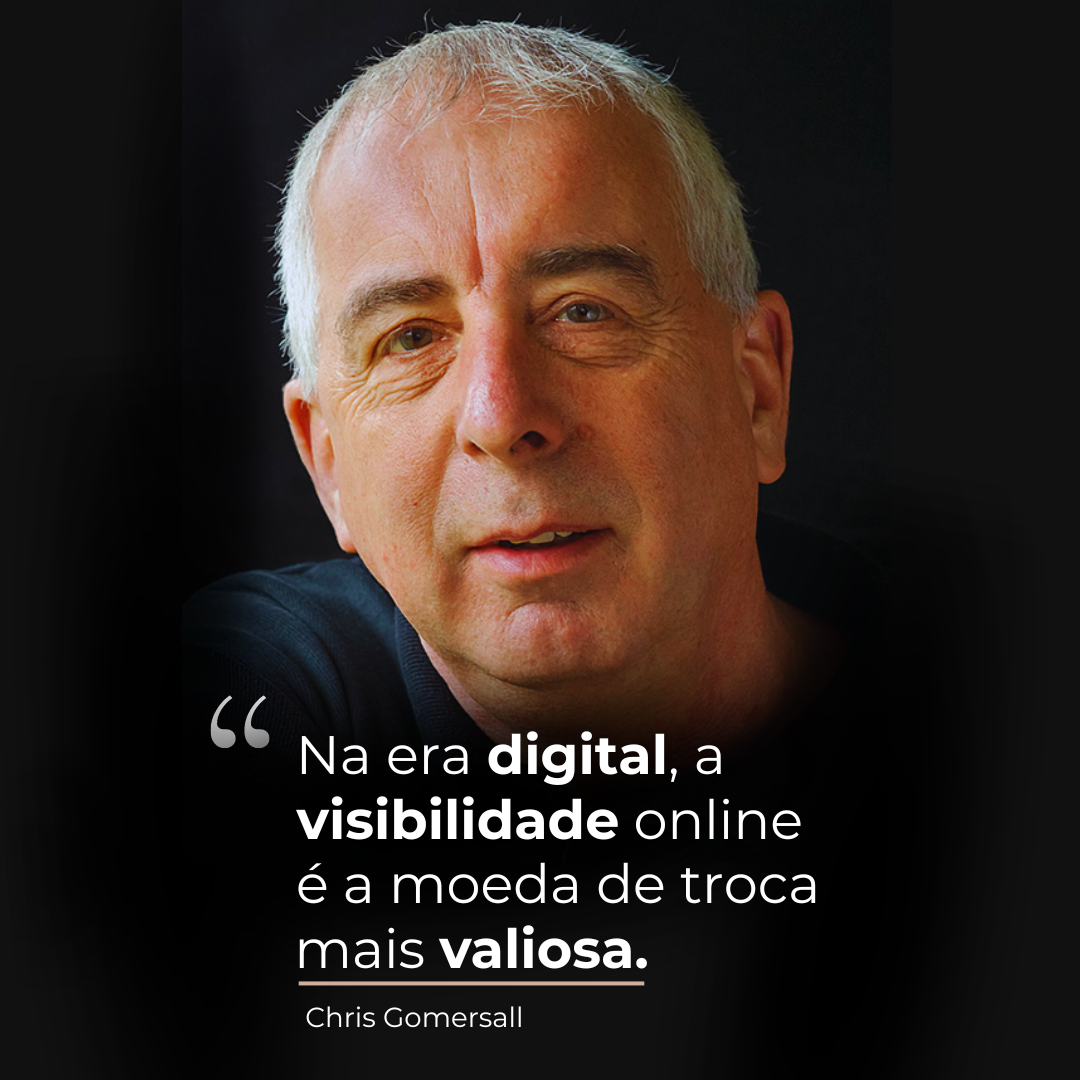 “
Na era digital, a
visibilidade online
é a moeda de troca
mais valiosa.
Chris Gomersall